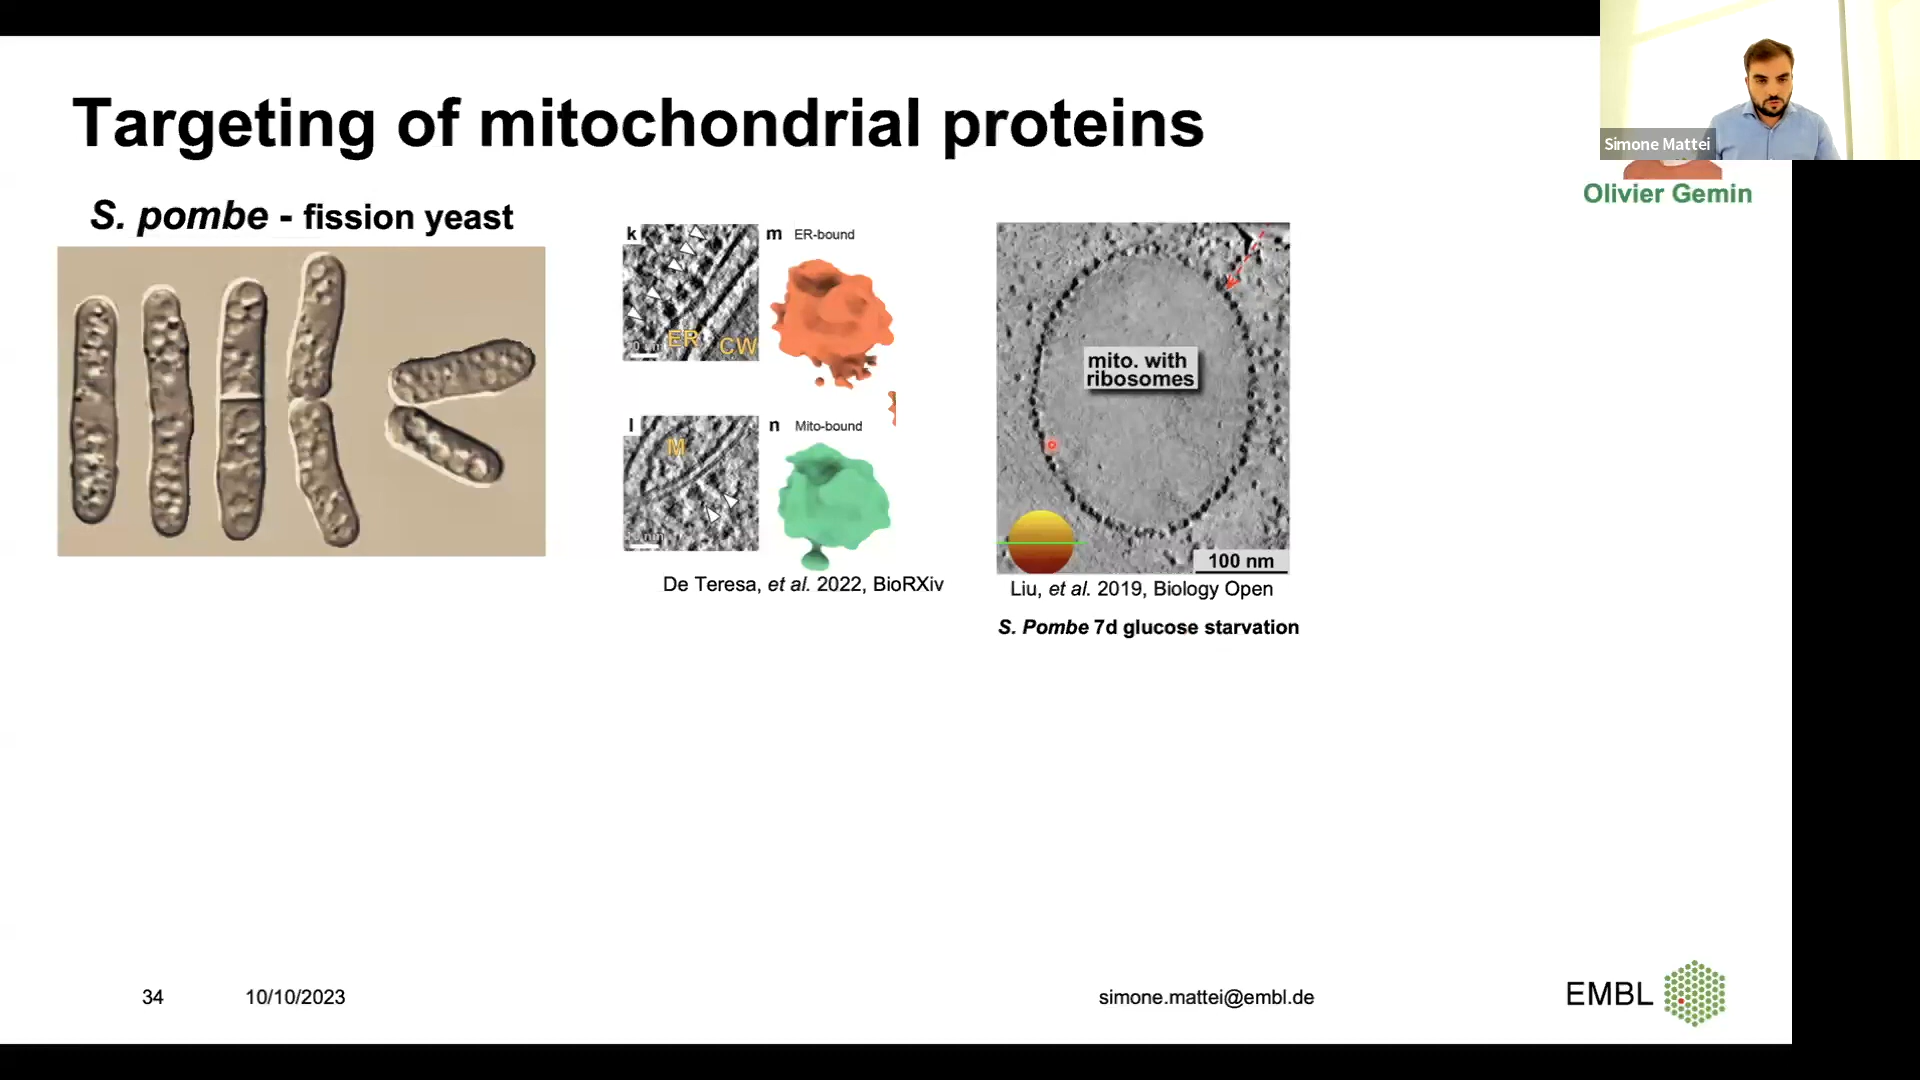 Targeting of mitochondrial proteins
Simone Mattei
Olivier Gemin
S. pombe - fission yeast
k
ER
CW
m ER-bound
l
M
n Mito-bound
De Teresa, et al. 2022, BioRXiv
mito. with
ribosomes
100 nm
Liu, et al. 2019, Biology Open
S. Pombe 7d glucose starvation
34
10/10/2023
simone.mattei@embl.de
EMBL